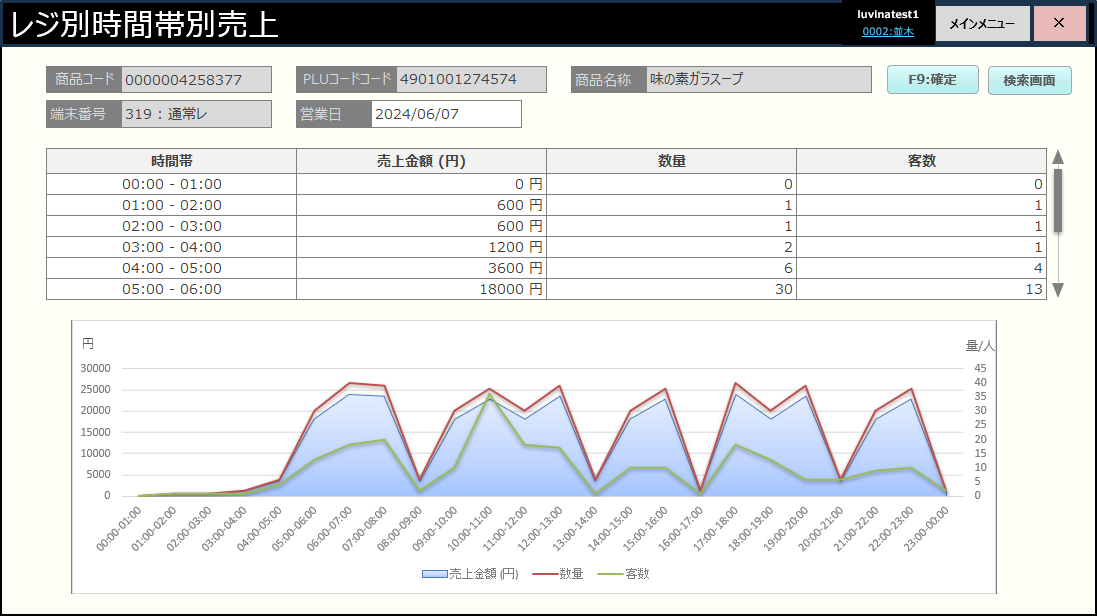 レジ別時間帯別売上
luvinatest1
0002:並木
メインメニュー
×
商品コード 0000004258377
PLUコードコード 4901001274574
商品名称 味の素ガラスープ
F9:確定
検索画面
端末番号 319 : 通常レ
営業日 2024/06/07
時間帯 売上金額 (円) 数量 客数
00:00 - 01:00 0 円 0 0
01:00 - 02:00 600 円 1 1
02:00 - 03:00 600 円 1 1
03:00 - 04:00 1200 円 2 1
04:00 - 05:00 3600 円 6 4
05:00 - 06:00 18000 円 30 13
円
量/人
30000
25000
20000
15000
10000
5000
0
45
40
35
30
25
20
15
10
5
0
00:00-01:00
01:00-02:00
02:00-03:00
03:00-04:00
04:00-05:00
05:00-06:00
06:00-07:00
07:00-08:00
08:00-09:00
09:00-10:00
10:00-11:00
11:00-12:00
12:00-13:00
13:00-14:00
14:00-15:00
15:00-16:00
16:00-17:00
17:00-18:00
18:00-19:00
19:00-20:00
20:00-21:00
21:00-22:00
22:00-23:00
23:00-00:00
売上金額 (円) 数量 客数